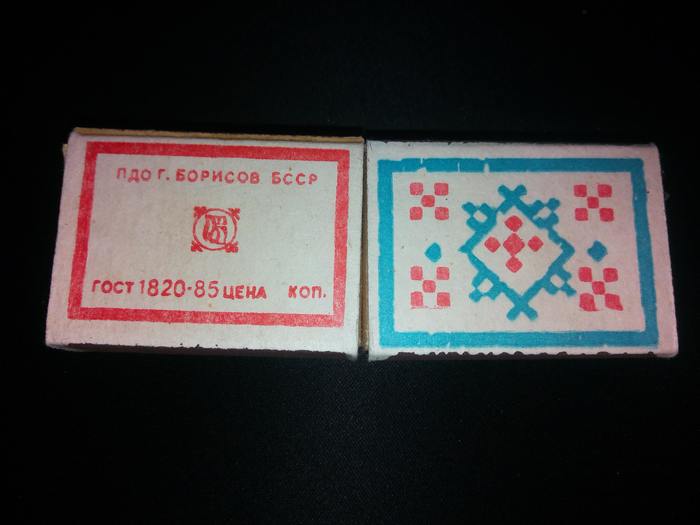 ПДО Г. БОРИСОВ БССР
ГОСТ 1820-85 ЦЕНА КОП.